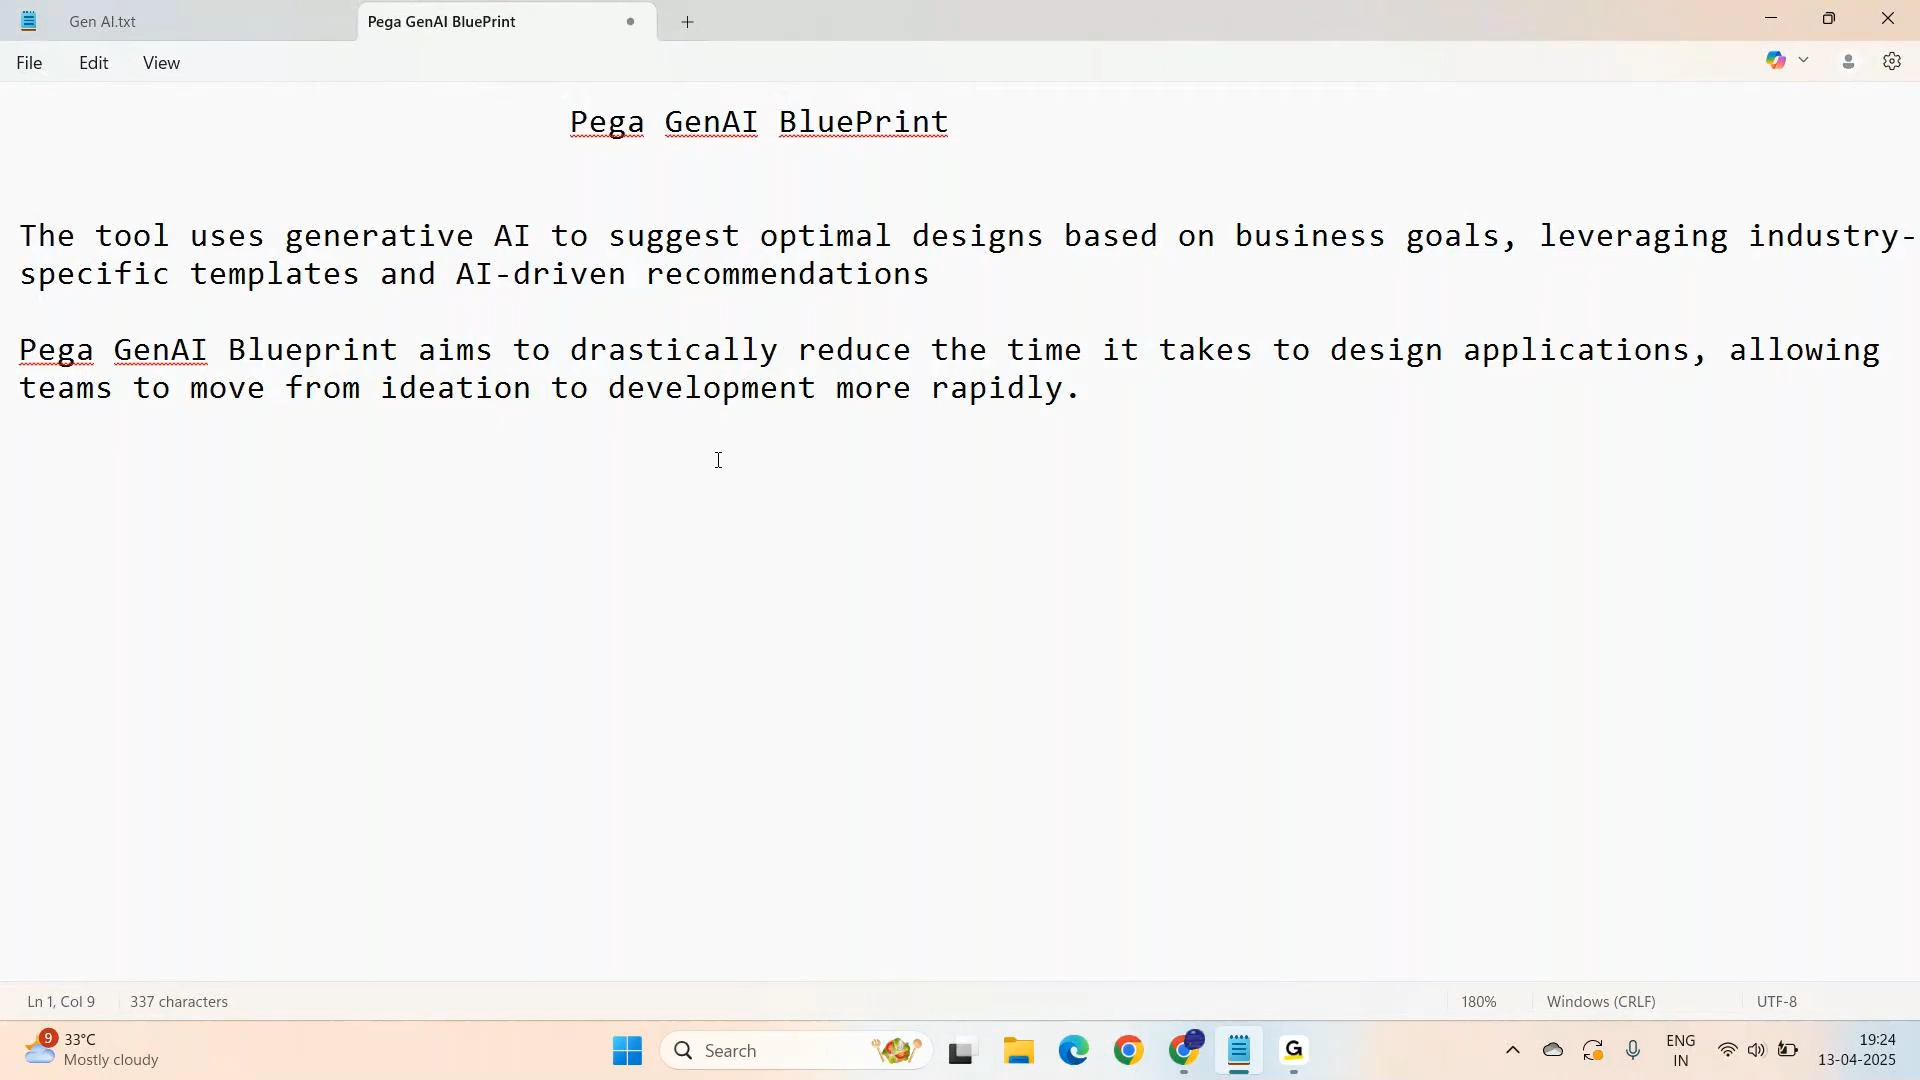 Gen AI.txt
Pega GenAI BluePrint
File Edit View
Pega GenAI BluePrint
The tool uses generative AI to suggest optimal designs based on business goals, leveraging industry-
specific templates and AI-driven recommendations
Pega GenAI Blueprint aims to drastically reduce the time it takes to design applications, allowing
teams to move from ideation to development more rapidly.
Ln 1, Col 9 337 characters 180% Windows (CRLF) UTF-8
9 33°C
Mostly cloudy
Search
G
ENG
IN
19:24
13-04-2025